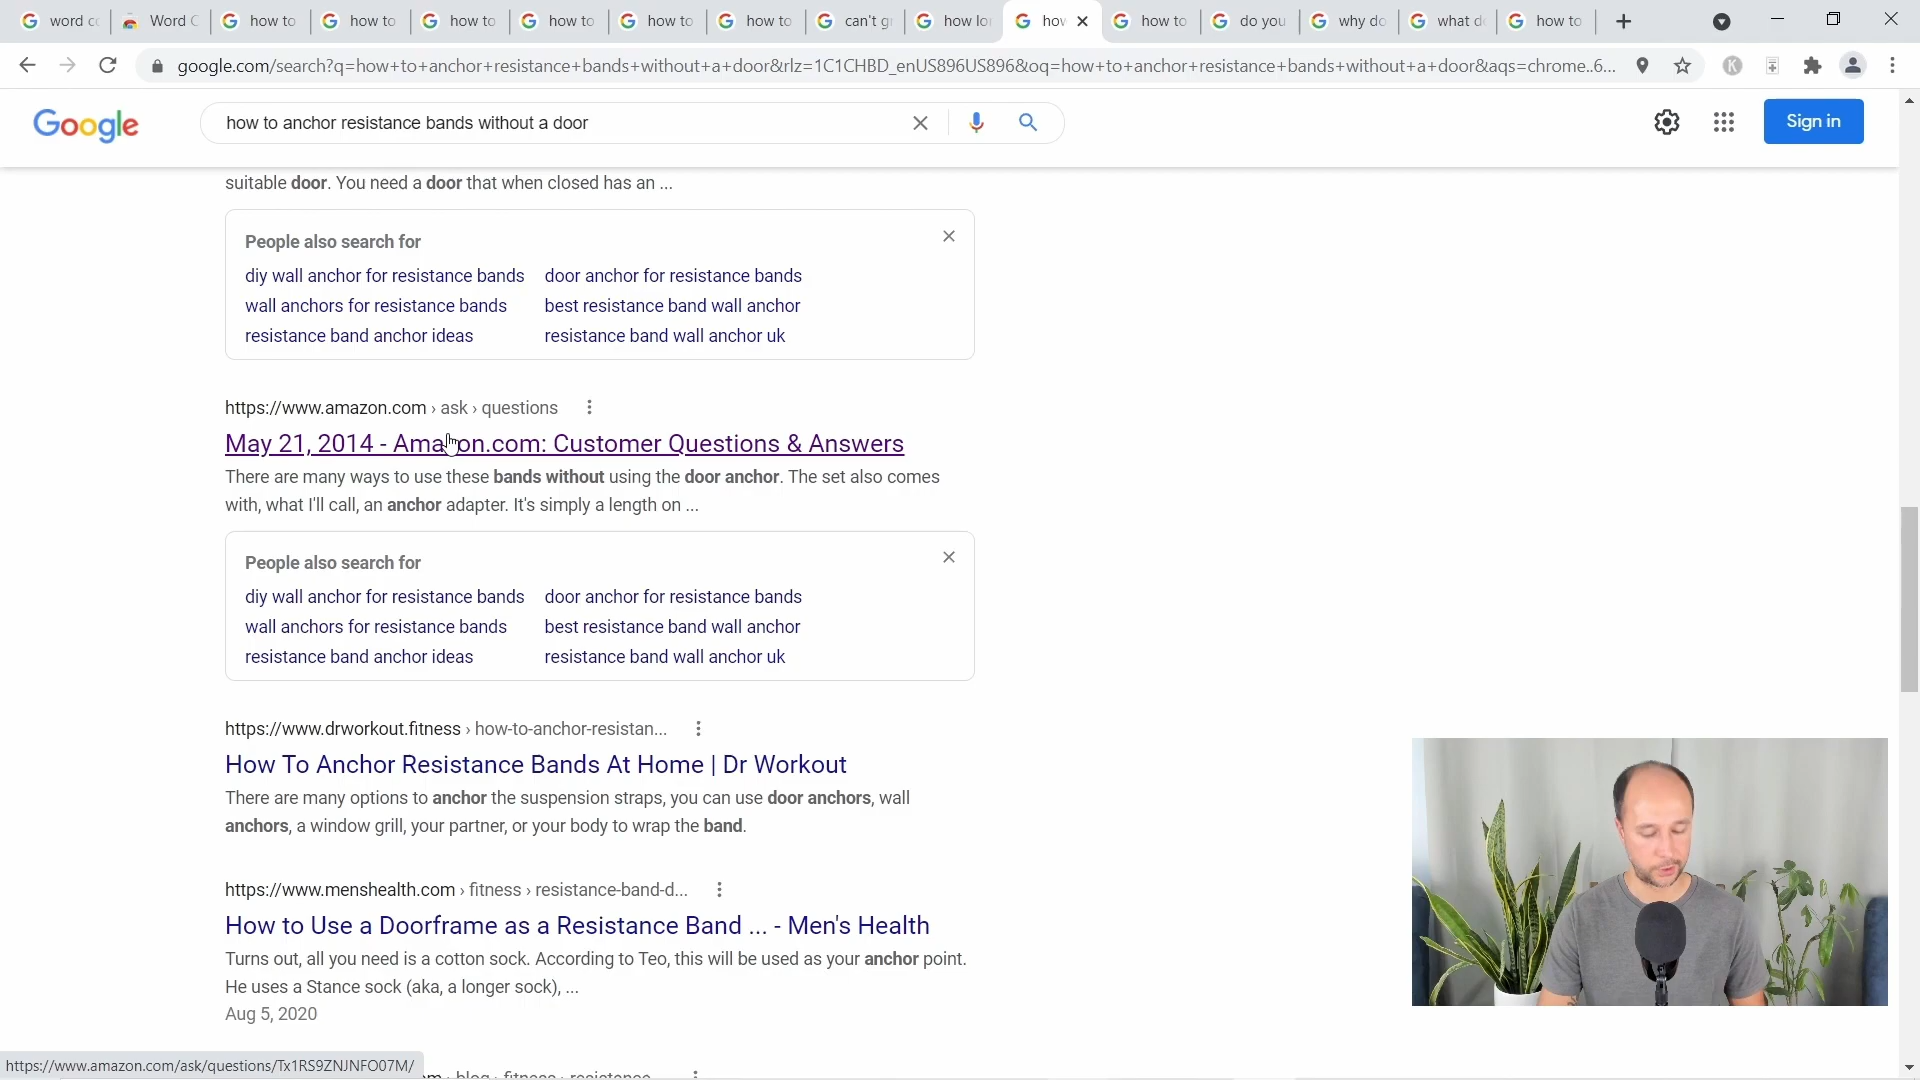 word co
Word C
how to
how to
how to
how to
how to
how to
can't g
how lo
how
how to
do you
why do
what d
how to
google.com/search?q=how+to+anchor+resistance+bands+without+a+door&rlz=1C1CHBD_enUS896US896&oq=how+to+anchor+resistance+bands+without+a+door&aqs=chrome..6...
Google
how to anchor resistance bands without a door
Sign in
suitable door. You need a door that when closed has an ...
People also search for
diy wall anchor for resistance bands door anchor for resistance bands
wall anchors for resistance bands best resistance band wall anchor
resistance band anchor ideas resistance band wall anchor uk
https://www.amazon.com › ask › questions
May 21, 2014 - Amazon.com: Customer Questions & Answers
There are many ways to use these bands without using the door anchor. The set also comes
with, what I'll call, an anchor adapter. It's simply a length on ...
People also search for
diy wall anchor for resistance bands door anchor for resistance bands
wall anchors for resistance bands best resistance band wall anchor
resistance band anchor ideas resistance band wall anchor uk
https://www.drworkout.fitness › how-to-anchor-resistan...
How To Anchor Resistance Bands At Home | Dr Workout
There are many options to anchor the suspension straps, you can use door anchors, wall
anchors, a window grill, your partner, or your body to wrap the band.
https://www.menshealth.com › fitness › resistance-band-d...
How to Use a Doorframe as a Resistance Band ... - Men's Health
Turns out, all you need is a cotton sock. According to Teo, this will be used as your anchor point.
He uses a Stance sock (aka, a longer sock), ...
Aug 5, 2020
https://www.amazon.com/ask/questions/Tx1RS9ZNJNFO07M/